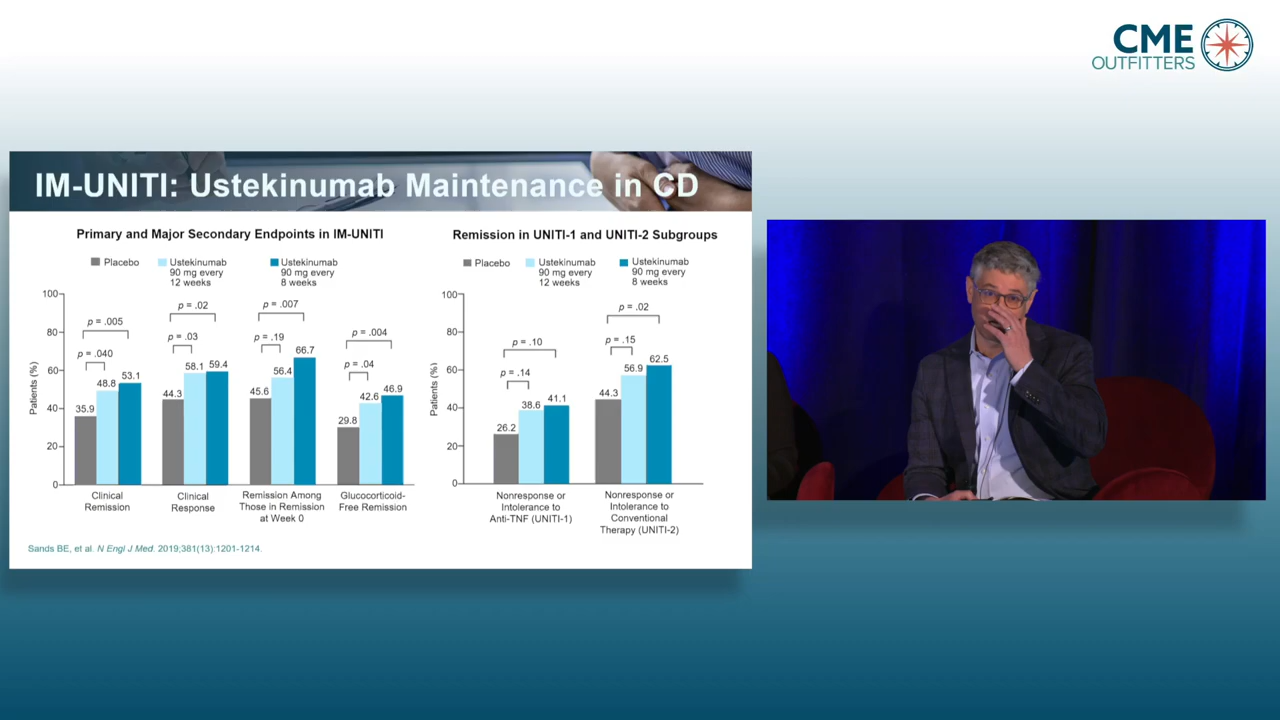 CME
OUTFITTERS
IM-UNITI: Ustekinumab Maintenance in CD
Primary and Major Secondary Endpoints in IM-UNITI
Placebo
Ustekinumab
90 mg every
12 weeks
Ustekinumab
90 mg every
8 weeks
Patients (%)
100
80
60
40
20
0
p = .005
p = .040
35.9
48.8
53.1
Clinical
Remission
p = .02
p = .03
44.3
58.1
59.4
Clinical
Response
p = .007
p = .19
45.6
56.4
66.7
Remission Among
Those in Remission
at Week 0
p = .004
p = .04
29.8
42.6
46.9
Glucocorticoid-
Free Remission
Remission in UNITI-1 and UNITI-2 Subgroups
Placebo
Ustekinumab
90 mg every
12 weeks
Ustekinumab
90 mg every
8 weeks
Patients (%)
100
80
60
40
20
0
p = .10
p = .14
26.2
38.6
41.1
Nonresponse or
Intolerance to
Anti-TNF (UNITI-1)
p = .02
p = .15
44.3
56.9
62.5
Nonresponse or
Intolerance to
Conventional
Therapy (UNITI-2)
Sands BE, et al. N Engl J Med. 2019;381(13):1201-1214.